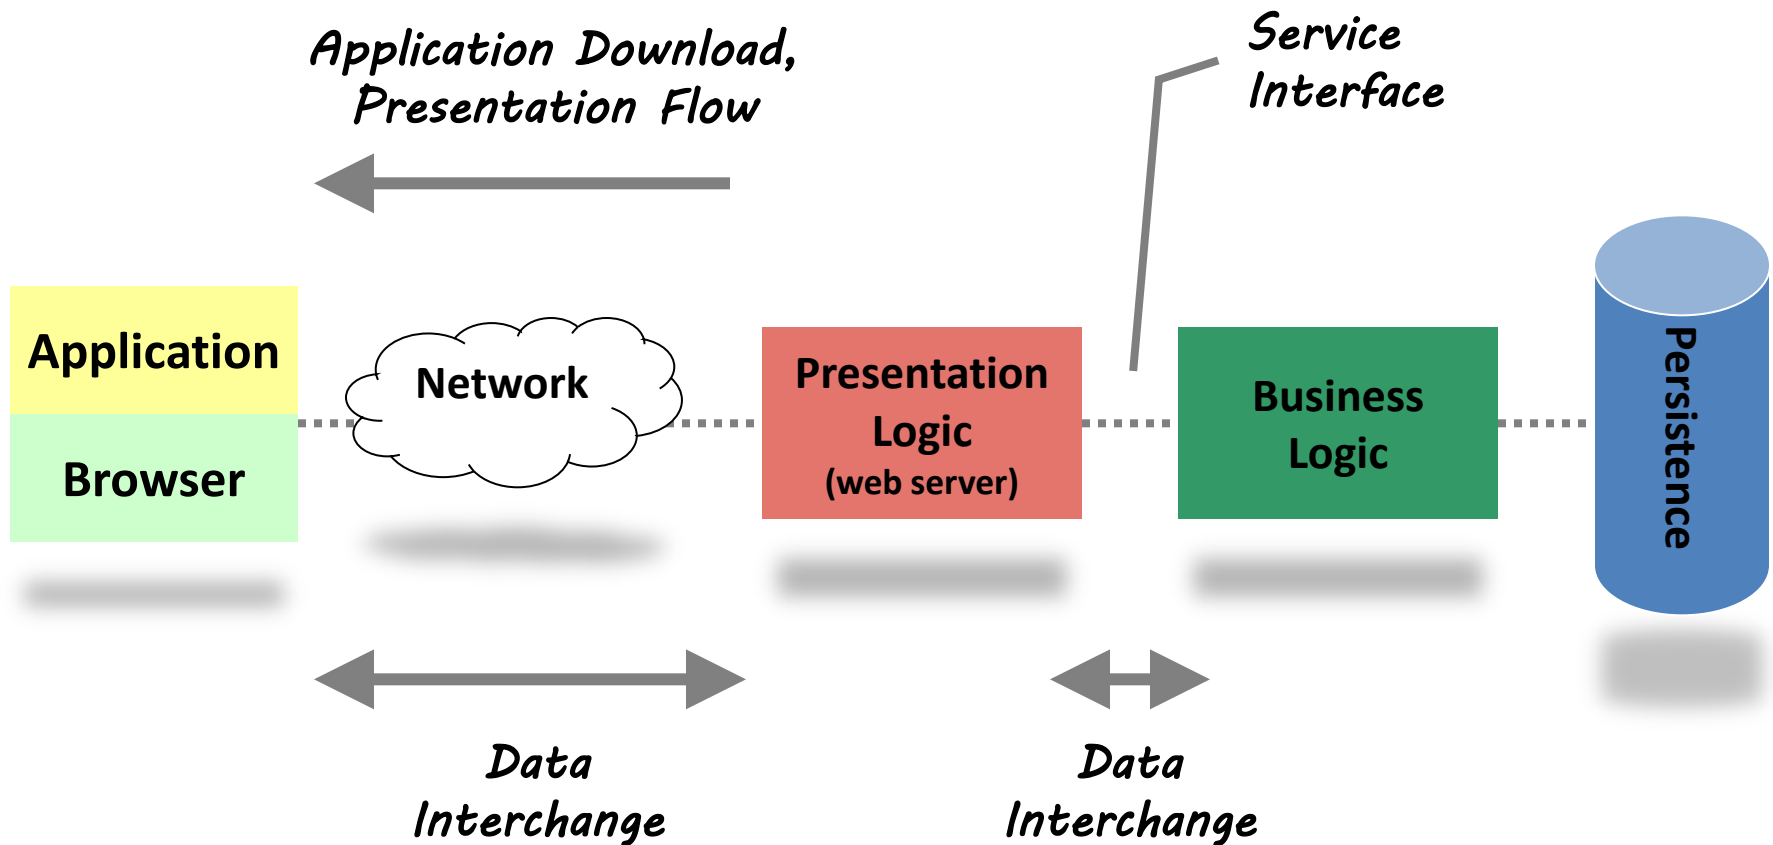 Application Download,
Presentation Flow
Service
Interface
Application
Browser
Network
Presentation
Logic
(web server)
Business
Logic
Persistence
Data
Interchange
Data
Interchange